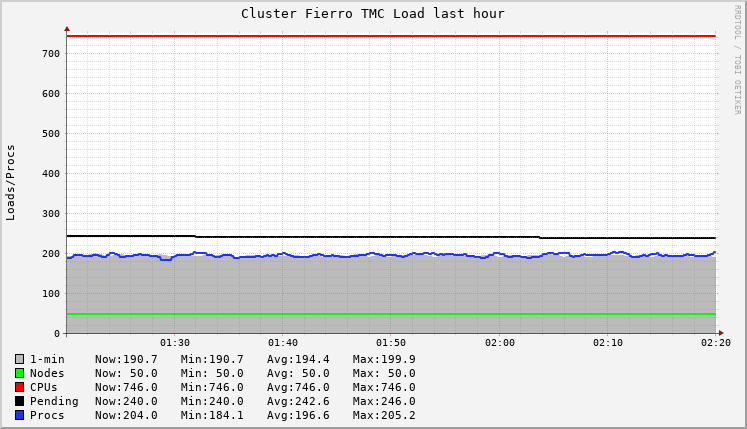 Cluster Fierro TMC Load last hour
RRDTOOL / TOBI OETIKER
Loads/Procs
700
600
500
400
300
200
100
0
01:30 01:40 01:50 02:00 02:10 02:20
1-min Now:190.7 Min:190.7 Avg:194.4 Max:199.9
Nodes Now: 50.0 Min: 50.0 Avg: 50.0 Max: 50.0
CPUs Now:746.0 Min:746.0 Avg:746.0 Max:746.0
Pending Now:240.0 Min:240.0 Avg:242.6 Max:246.0
Procs Now:204.0 Min:184.1 Avg:196.6 Max:205.2